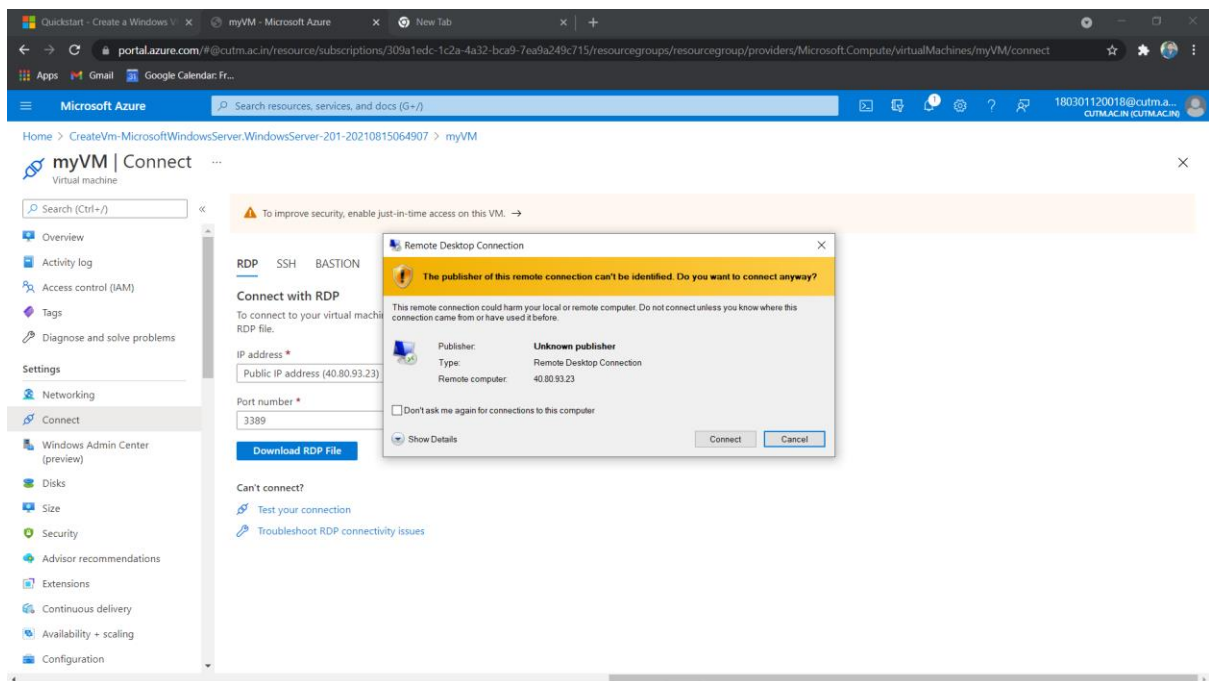 Quickstart - Create a Windows V
myVM - Microsoft Azure
New Tab
portal.azure.com/#@cutm.ac.in/resource/subscriptions/309a1edc-1c2a-4a32-bca9-7ea9a249c715/resourcegroups/resourcegroup/providers/Microsoft.Compute/virtualMachines/myVM/connect
Apps Gmail Google Calendar: Fr...
Microsoft Azure
Search resources, services, and docs (G+/)
180301120018@cutm.a...
CUTM.AC.IN (CUTM.AC.IN)
Home > CreateVm-MicrosoftWindowsServer.WindowsServer-201-20210815064907 > myVM
myVM | Connect ...
Virtual machine
Search (Ctrl+/)
Overview
Activity log
Access control (IAM)
Tags
Diagnose and solve problems
Settings
Networking
Connect
Windows Admin Center
(preview)
Disks
Size
Security
Advisor recommendations
Extensions
Continuous delivery
Availability + scaling
Configuration
To improve security, enable just-in-time access on this VM. →
RDP SSH BASTION
Connect with RDP
To connect to your virtual machi
RDP file.
IP address *
Public IP address (40.80.93.23)
Port number *
3389
Download RDP File
Can't connect?
Test your connection
Troubleshoot RDP connectivity issues
Remote Desktop Connection
The publisher of this remote connection can't be identified. Do you want to connect anyway?
This remote connection could harm your local or remote computer. Do not connect unless you know where this
connection came from or have used it before.
Publisher: Unknown publisher
Type: Remote Desktop Connection
Remote computer: 40.80.93.23
Don't ask me again for connections to this computer
Show Details
Connect
Cancel